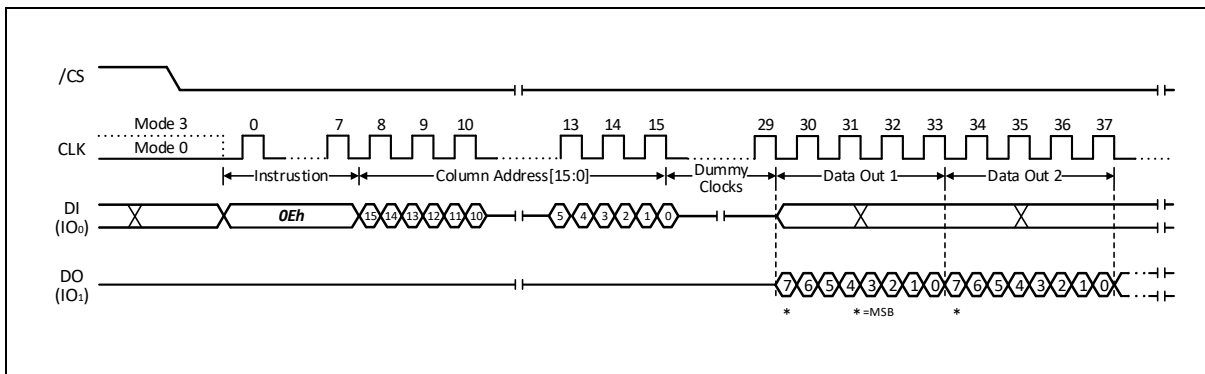 /CS
Mode 3
Mode 0
CLK
0 7 8 9 10 13 14 15 29 30 31 32 33 34 35 36 37
Instrustion
Column Address[15:0]
Dummy
Clocks
Data Out 1
Data Out 2
DI
(IO₀)
0Eh
15 14 13 12 11 10 5 4 3 2 1 0
DO
(IO₁)
7 6 5 4 3 2 1 0 7 6 5 4 3 2 1 0
* * =MSB *